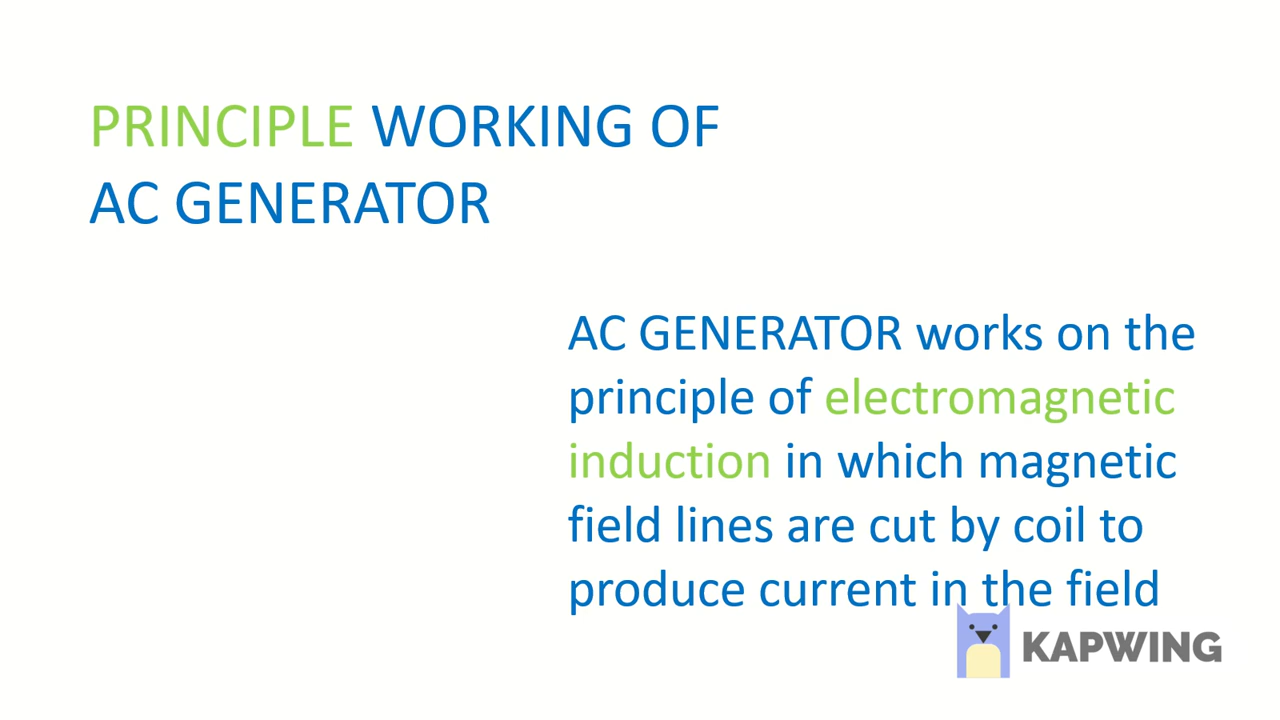 PRINCIPLE WORKING OF
AC GENERATOR
AC GENERATOR works on the
principle of electromagnetic
induction in which magnetic
field lines are cut by coil to
produce current in the field
KAPWING